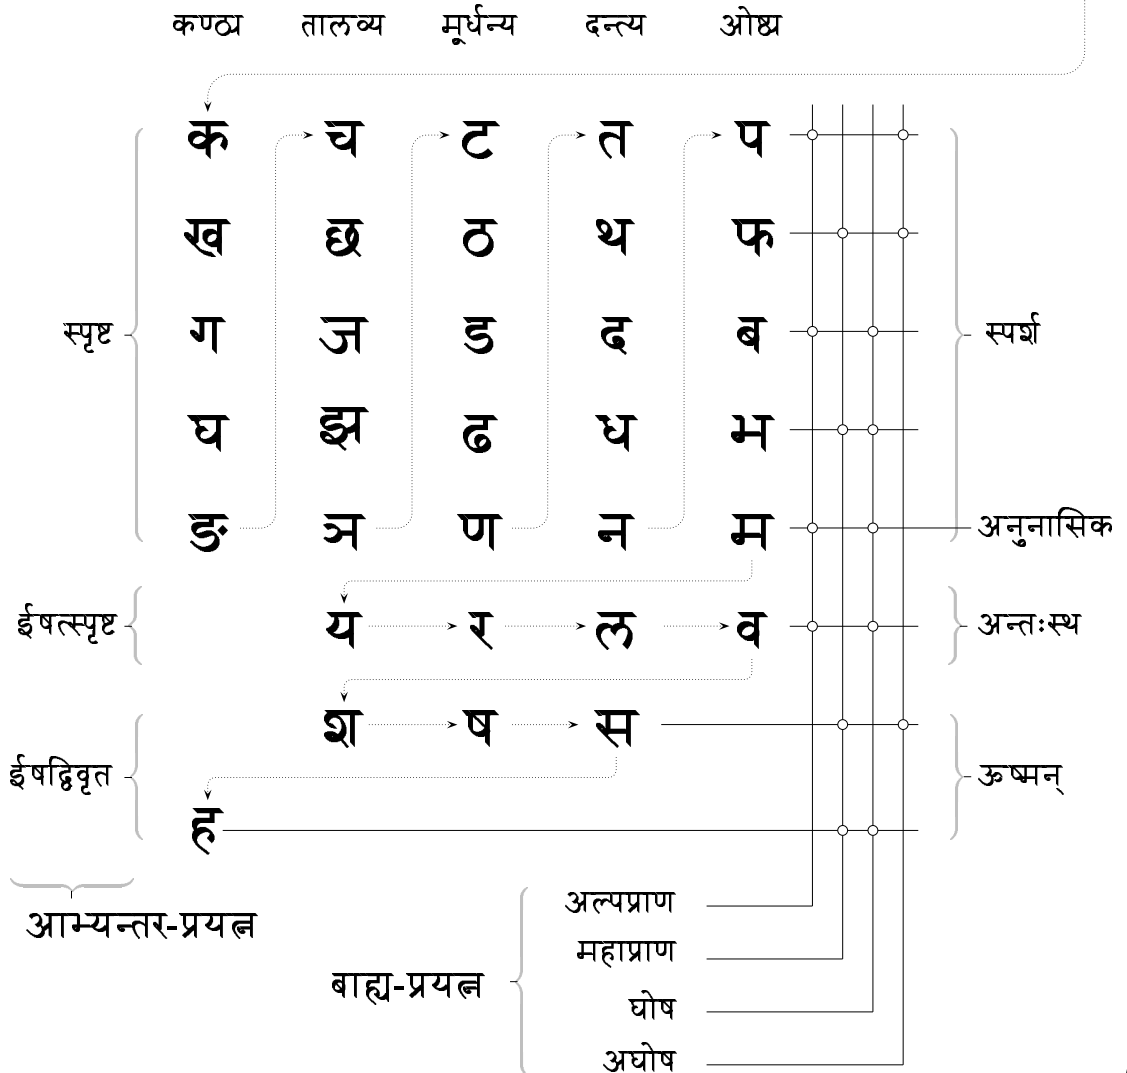 कण्ठ्य तालव्य मूर्धन्य दन्त्य ओष्ठ्य
क च ट त प
ख छ ठ थ फ
स्पृष्ट ग ज ड द ब स्पर्श
घ झ ढ ध भ
ङ ञ ण न म अनुनासिक
ईषत्स्पृष्ट य र ल व अन्तःस्थ
श ष स
ईषद्विवृत ऊष्मन्
ह
अल्पप्राण
आभ्यन्तर-प्रयत्न
महाप्राण
बाह्य-प्रयत्न
घोष
अघोष